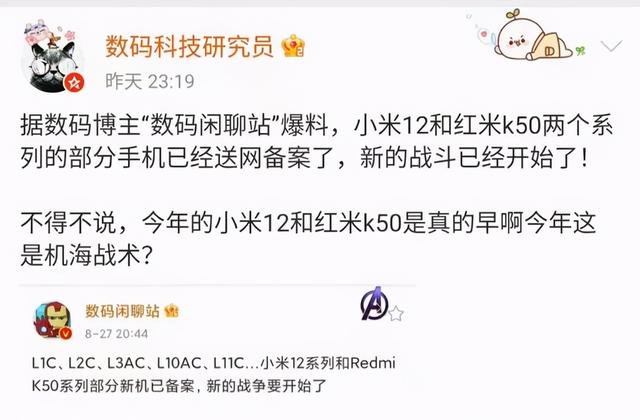 数码科技研究员
昨天 23:19
据数码博主“数码闲聊站”爆料，小米12和红米k50两个系
列的部分手机已经送网备案了，新的战斗已经开始了！
不得不说，今年的小米12和红米k50是真的早啊今年这
是机海战术？
数码闲聊站
8-27 20:44
L1C、L2C、L3AC、L10AC、L11C...小米12系列和Redmi
K50系列部分新机已备案，新的战争要开始了